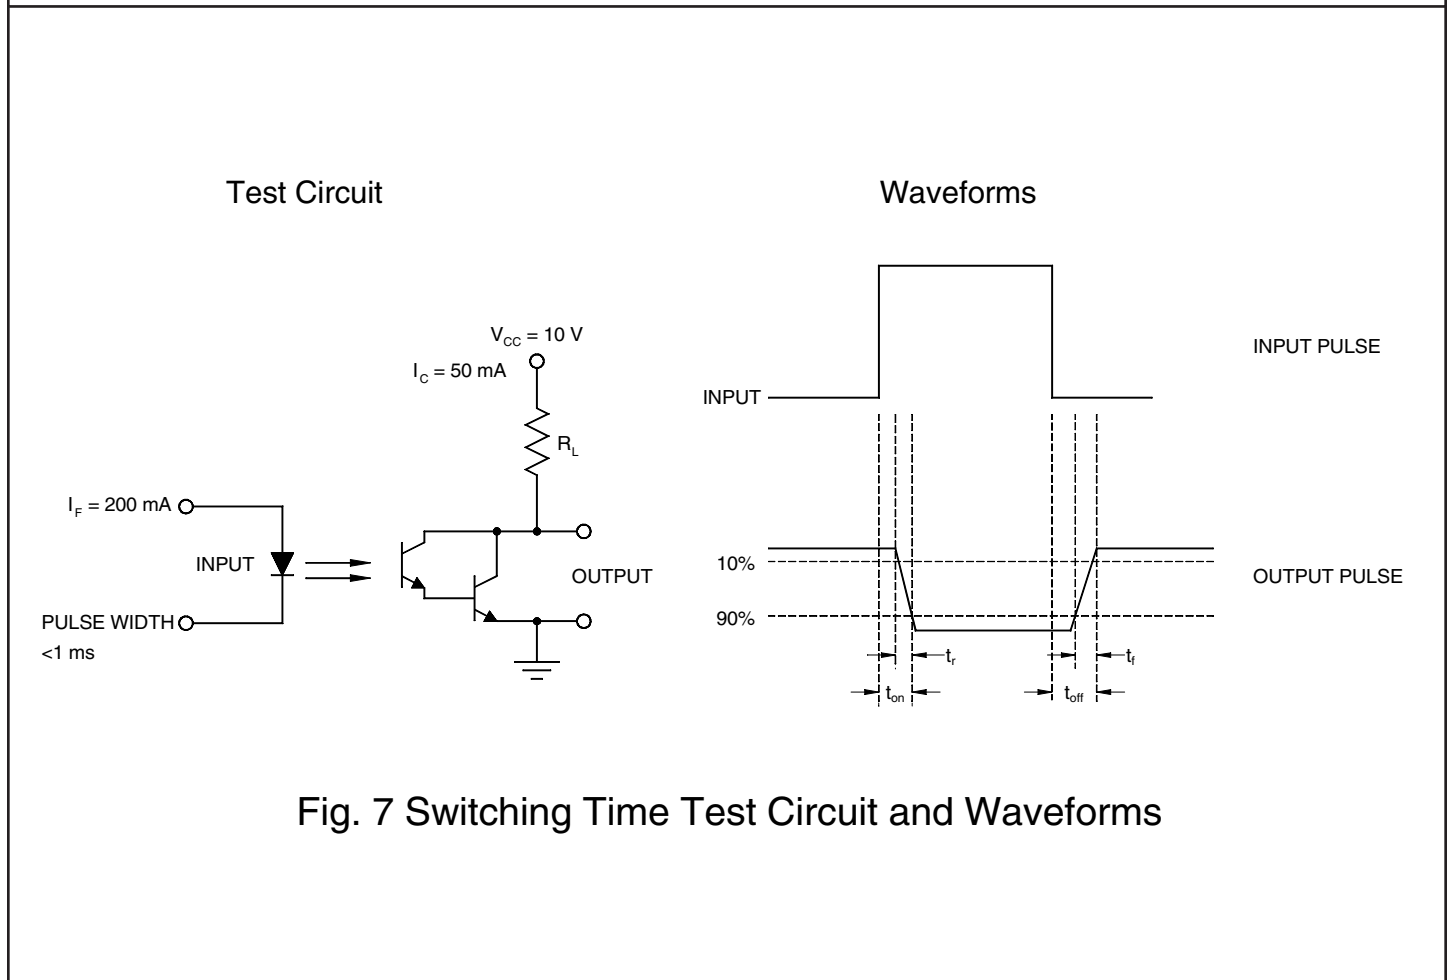 Test Circuit
Waveforms
V_CC = 10 V
I_C = 50 mA
R_L
I_F = 200 mA
INPUT
PULSE WIDTH
<1 ms
OUTPUT
INPUT
INPUT PULSE
10%
90%
OUTPUT PULSE
t_r
t_f
t_on
t_off
Fig. 7 Switching Time Test Circuit and Waveforms